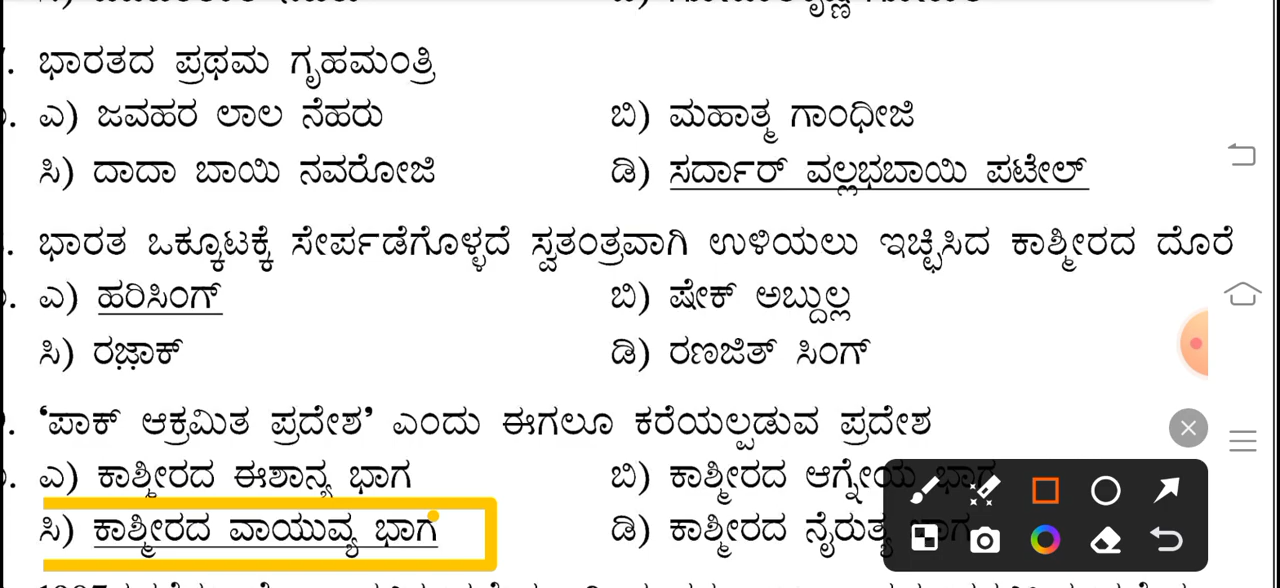 ಭಾರತದ ಪ್ರಥಮ ಗೃಹಮಂತ್ರಿ
ಎ) ಜವಹರ ಲಾಲ ನೆಹರು ಬಿ) ಮಹಾತ್ಮ ಗಾಂಧೀಜಿ
ಸಿ) ದಾದಾ ಬಾಯಿ ನವರೋಜಿ ಡಿ) ಸರ್ದಾರ್ ವಲ್ಲಭಬಾಯಿ ಪಟೇಲ್
ಭಾರತ ಒಕ್ಕೂಟಕ್ಕೆ ಸೇರ್ಪಡೆಗೊಳ್ಳದೆ ಸ್ವತಂತ್ರವಾಗಿ ಉಳಿಯಲು ಇಚ್ಛಿಸಿದ ಕಾಶ್ಮೀರದ ದೊರೆ
ಎ) ಹರಿಸಿಂಗ್ ಬಿ) ಷೇಕ್ ಅಬ್ದುಲ್ಲ
ಸಿ) ರಜ಼ಾಕ್ ಡಿ) ರಣಜಿತ್ ಸಿಂಗ್
‘ಪಾಕ್ ಆಕ್ರಮಿತ ಪ್ರದೇಶ’ ಎಂದು ಈಗಲೂ ಕರೆಯಲ್ಪಡುವ ಪ್ರದೇಶ
ಎ) ಕಾಶ್ಮೀರದ ಈಶಾನ್ಯ ಭಾಗ ಬಿ) ಕಾಶ್ಮೀರದ ಆಗ್ನೇಯ ಭಾಗ
ಸಿ) ಕಾಶ್ಮೀರದ ವಾಯುವ್ಯ ಭಾಗ ಡಿ) ಕಾಶ್ಮೀರದ ನೈರುತ್ಯ ಭಾಗ